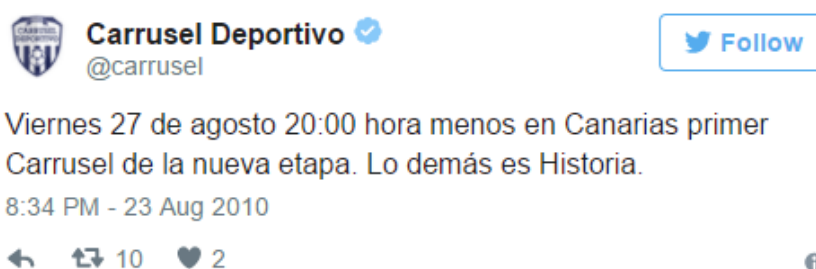 Carrusel Deportivo
@carrusel
Follow
Viernes 27 de agosto 20:00 hora menos en Canarias primer
Carrusel de la nueva etapa. Lo demás es Historia.
8:34 PM - 23 Aug 2010
10 2